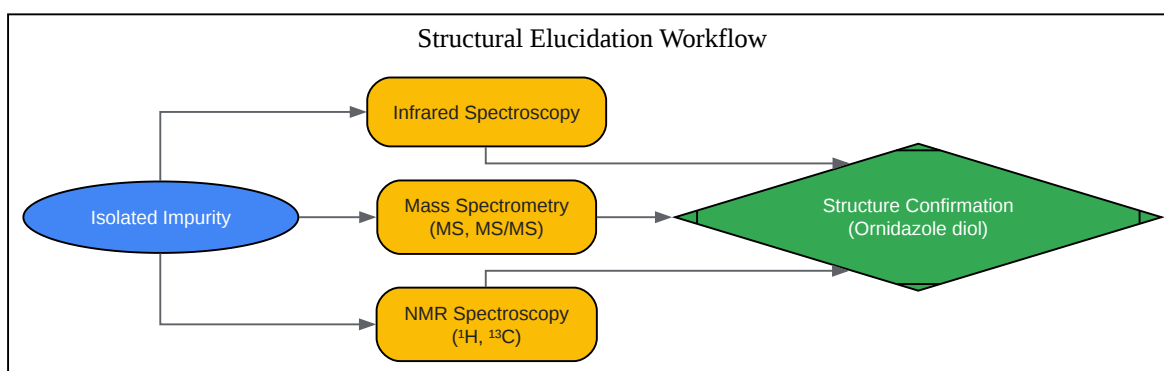 Structural Elucidation Workflow
Infrared Spectroscopy
Isolated Impurity
Mass Spectrometry
(MS, MS/MS)
Structure Confirmation
(Ornidazole diol)
NMR Spectroscopy
(¹H, ¹³C)